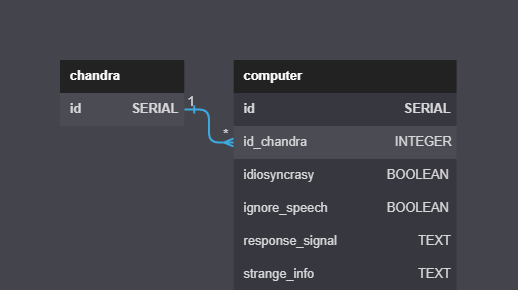 chandra
id SERIAL
1
*
computer
id SERIAL
id_chandra INTEGER
idiosyncrasy BOOLEAN
ignore_speech BOOLEAN
response_signal TEXT
strange_info TEXT